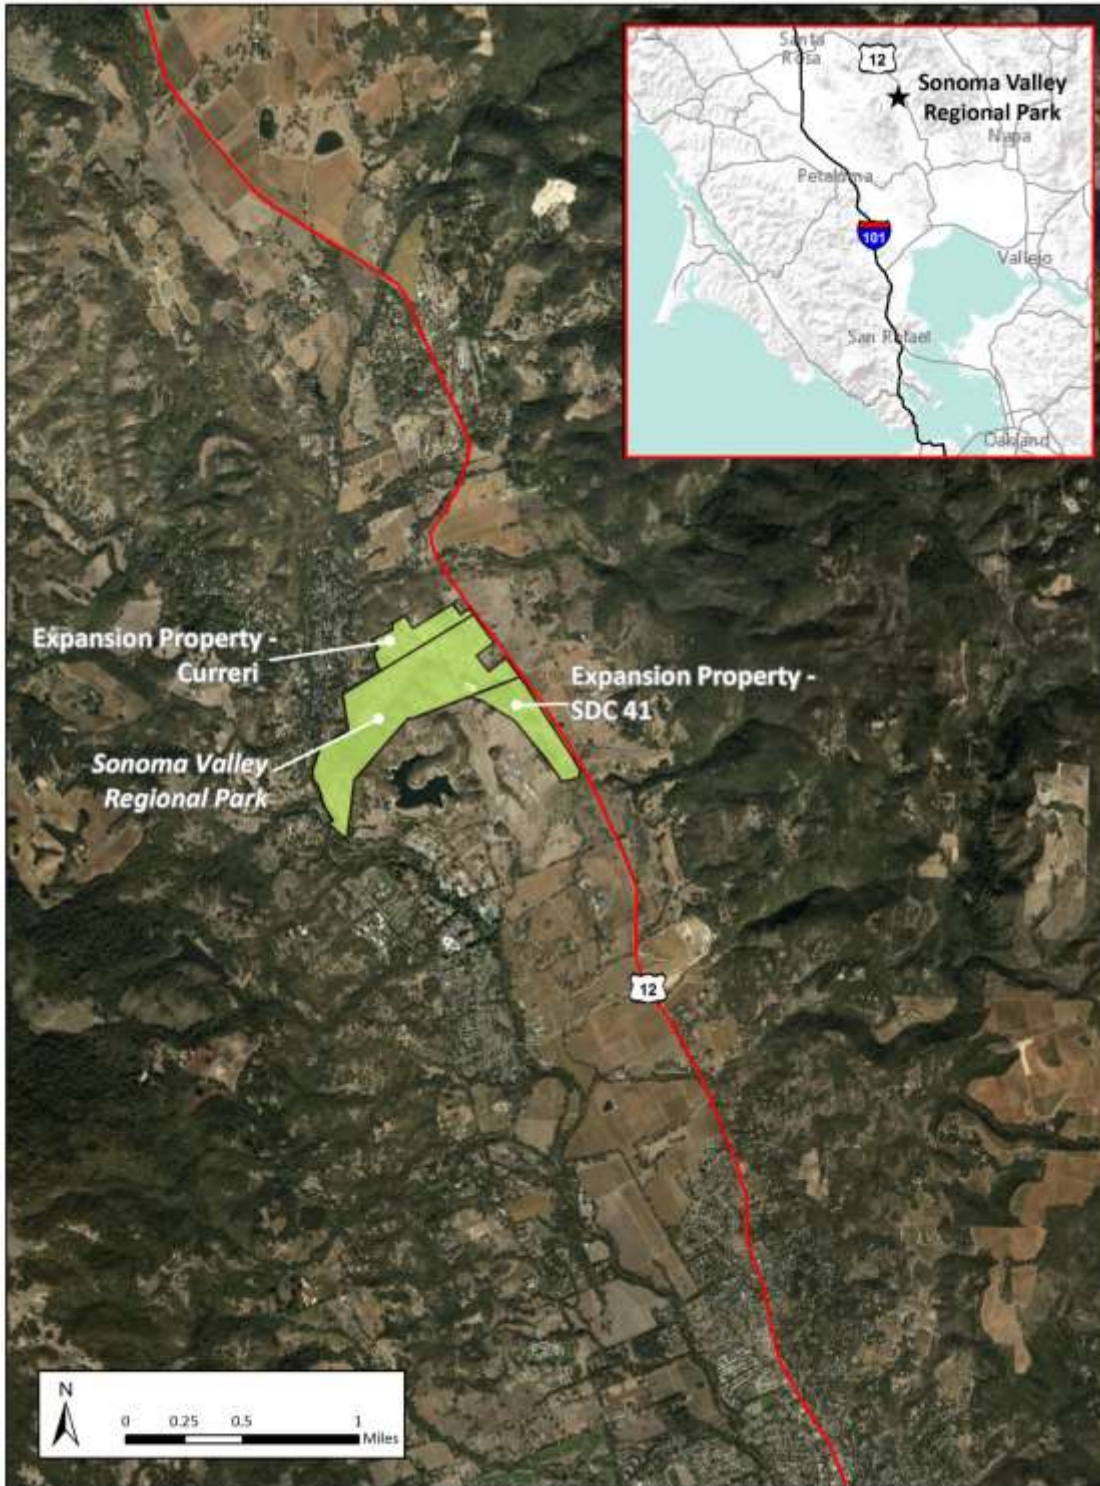 Santa
Rosa
12
Sonoma Valley
Regional Park
Napa
Petaluma
101
Vallejo
San Rafael
Oakland
Expansion Property -
Curreri
Expansion Property -
SDC 41
Sonoma Valley
Regional Park
12
N
0 0.25 0.5 1
Miles